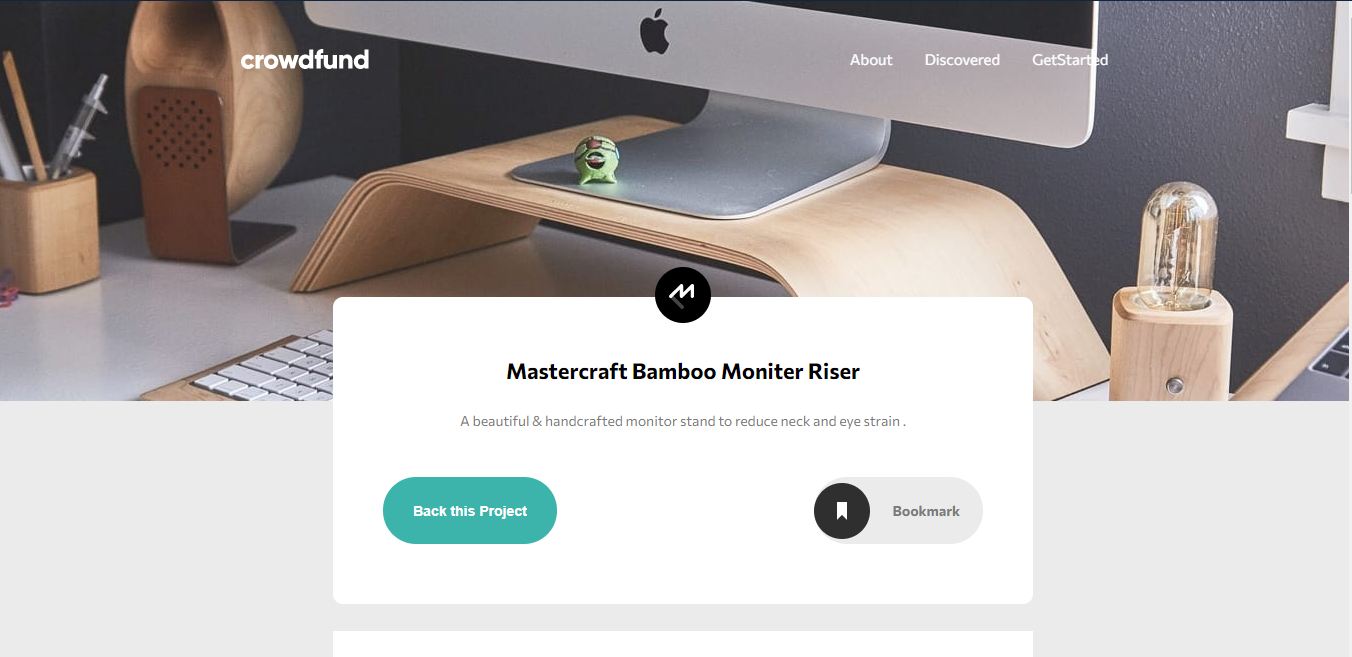 crowdfund
About
Discovered
GetStarted
Mastercraft Bamboo Moniter Riser
A beautiful & handcrafted monitor stand to reduce neck and eye strain .
Back this Project
Bookmark